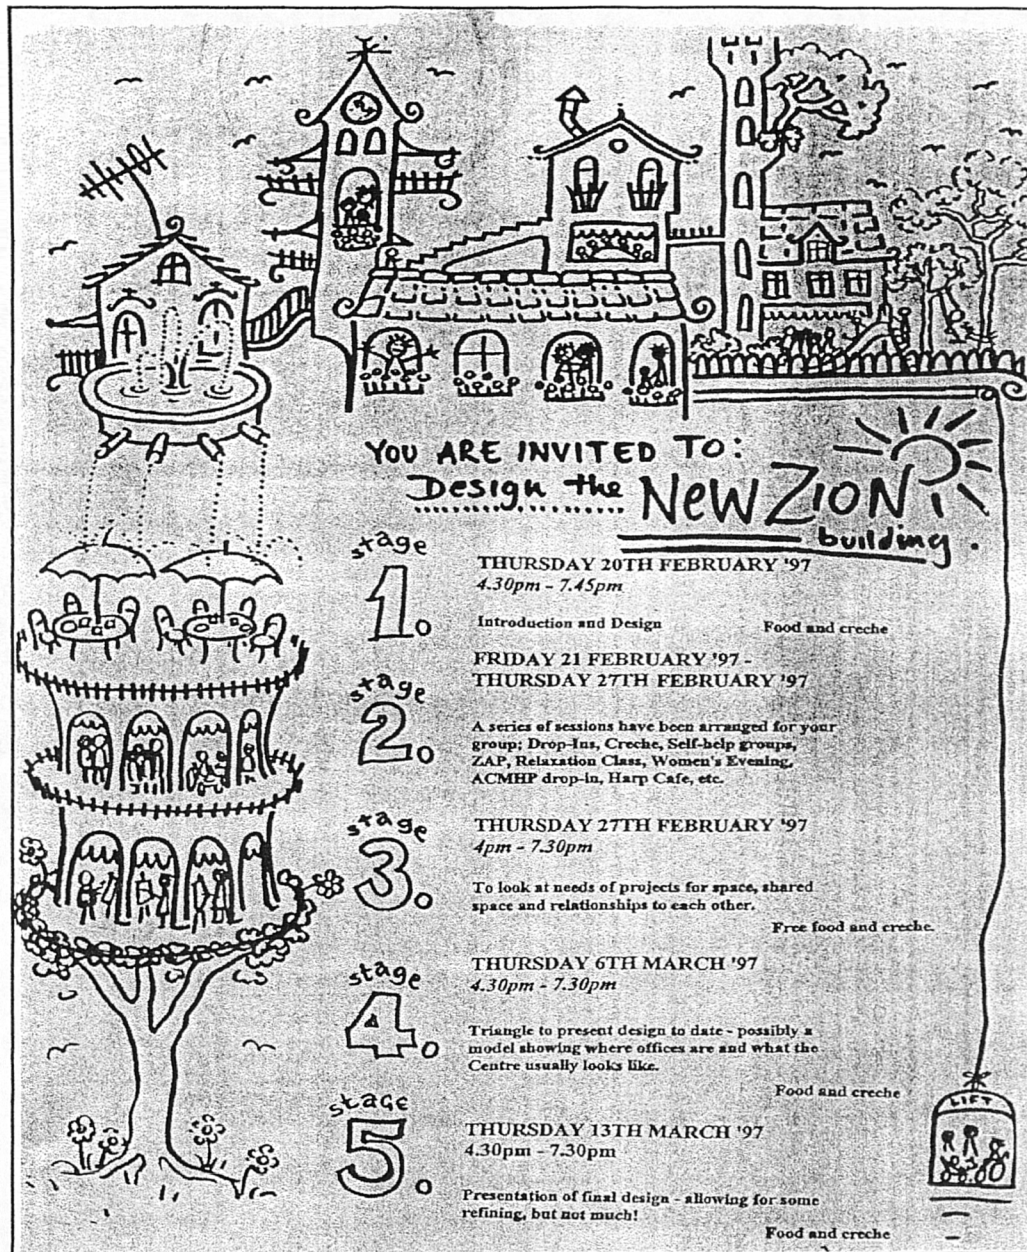 YOU ARE INVITED TO:
Design the NEW ZION
building.
stage
1.
THURSDAY 20TH FEBRUARY '97
4.30pm - 7.45pm
Introduction and Design
Food and creche
stage
2.
FRIDAY 21 FEBRUARY '97 -
THURSDAY 27TH FEBRUARY '97
A series of sessions have been arranged for your
group; Drop-Ins, Creche, Self-help groups,
ZAP, Relaxation Class, Women's Evening,
ACMHP drop-in, Harp Cafe, etc.
stage
3.
THURSDAY 27TH FEBRUARY '97
4pm - 7.30pm
To look at needs of projects for space, shared
space and relationships to each other.
Free food and creche.
stage
4.
THURSDAY 6TH MARCH '97
4.30pm - 7.30pm
Triangle to present design to date - possibly a
model showing where offices are and what the
Centre usually looks like.
Food and creche
LIFT
stage
5.
THURSDAY 13TH MARCH '97
4.30pm - 7.30pm
Presentation of final design - allowing for some
refining, but not much!
Food and creche